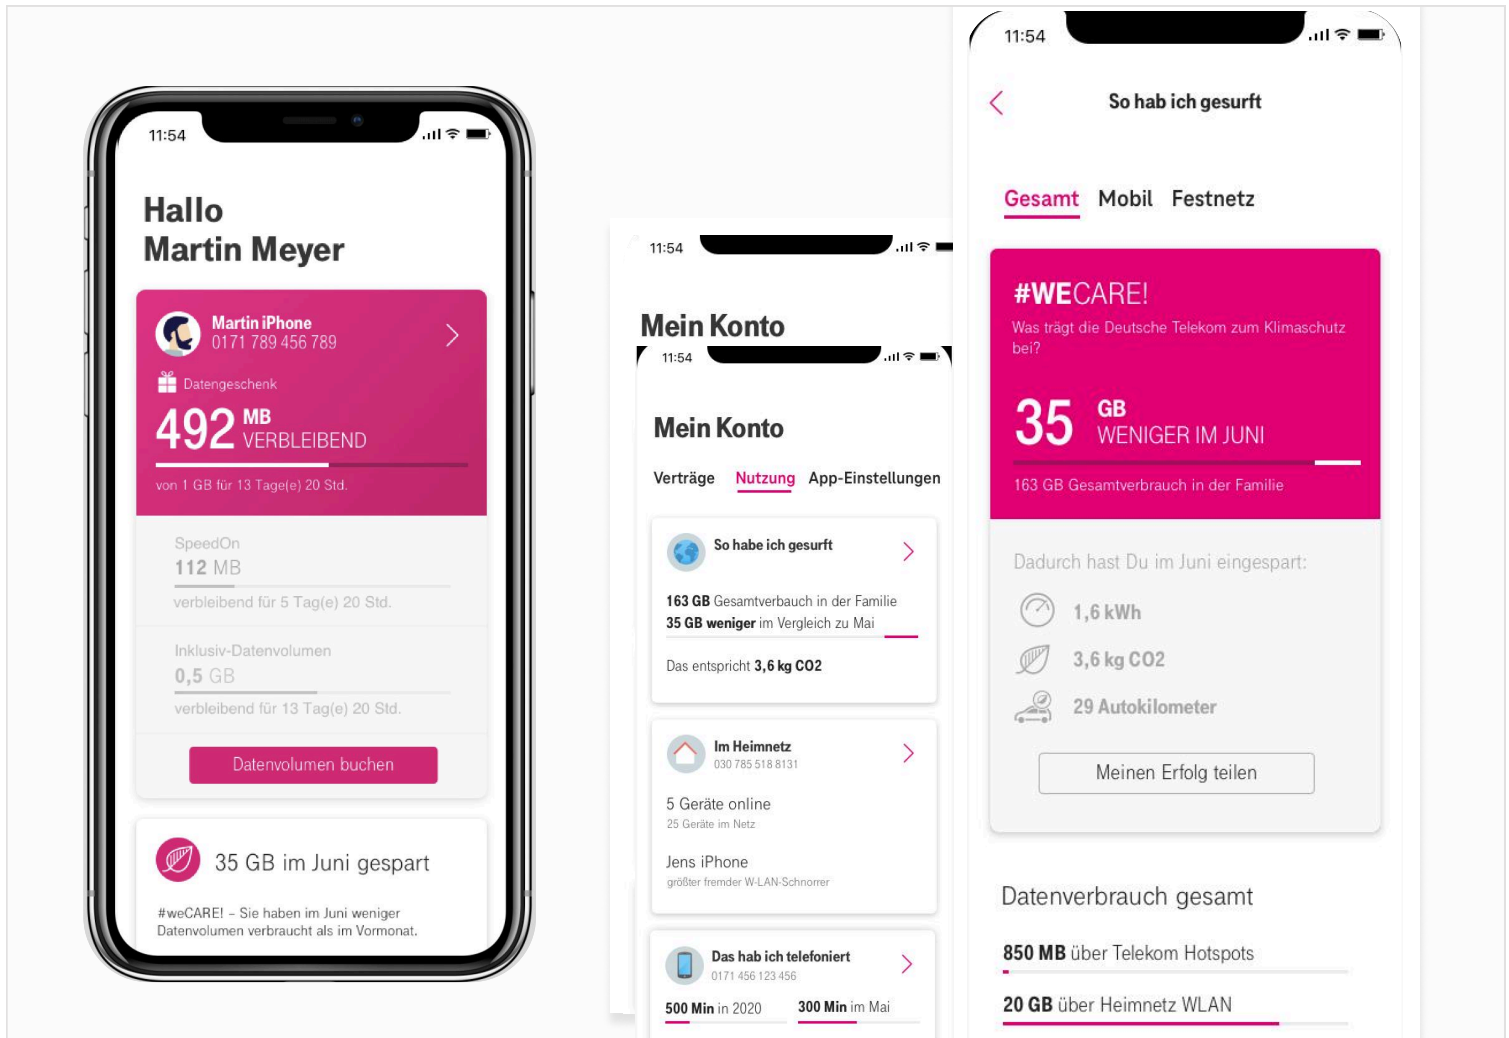 11:54
Hallo
Martin Meyer
Martin iPhone
0171 789 456 789
Datengeschenk
492 MB
VERBLEIBEND
von 1 GB für 13 Tage(e) 20 Std.
SpeedOn
112 MB
verbleibend für 5 Tag(e) 20 Std.
Inklusiv-Datenvolumen
0,5 GB
verbleibend für 13 Tag(e) 20 Std.
Datenvolumen buchen
35 GB im Juni gespart
#weCARE! – Sie haben im Juni weniger
Datenvolumen verbraucht als im Vormonat.
11:54
Mein Konto
11:54
Mein Konto
Verträge Nutzung App-Einstellungen
So habe ich gesurft
163 GB Gesamtverbauch in der Familie
35 GB weniger im Vergleich zu Mai
Das entspricht 3,6 kg CO2
Im Heimnetz
030 785 518 8131
5 Geräte online
25 Geräte im Netz
Jens iPhone
größter fremder W-LAN-Schnorrer
Das hab ich telefoniert
0171 456 123 456
500 Min in 2020 300 Min im Mai
11:54
So hab ich gesurft
Gesamt Mobil Festnetz
#WECARE!
Was trägt die Deutsche Telekom zum Klimaschutz
bei?
35 GB
WENIGER IM JUNI
163 GB Gesamtverbrauch in der Familie
Dadurch hast Du im Juni eingespart:
1,6 kWh
3,6 kg CO2
29 Autokilometer
Meinen Erfolg teilen
Datenverbrauch gesamt
850 MB über Telekom Hotspots
20 GB über Heimnetz WLAN